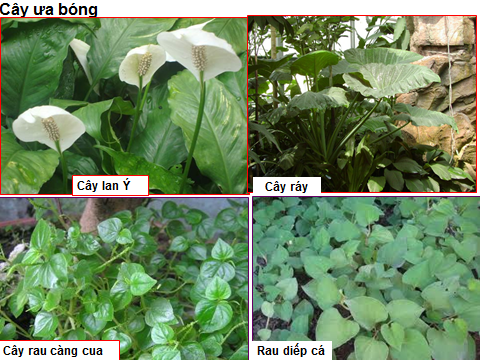 Cây ưa bóng
Cây lan Ý
Cây ráy
Cây rau càng cua
Rau diếp cá